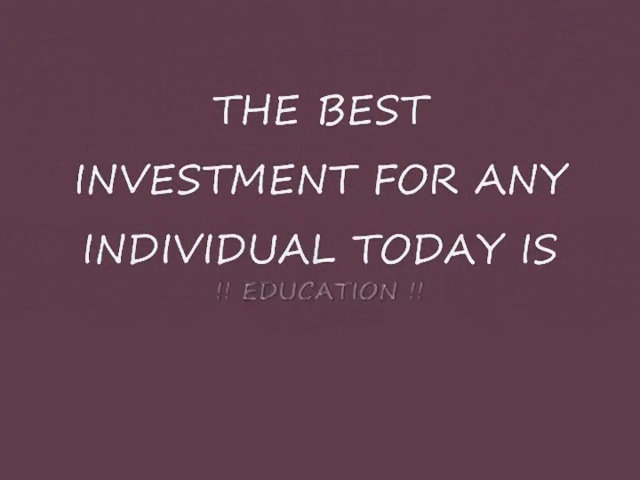 THE BEST
INVESTMENT FOR ANY
INDIVIDUAL TODAY IS
!! EDUCATION !!